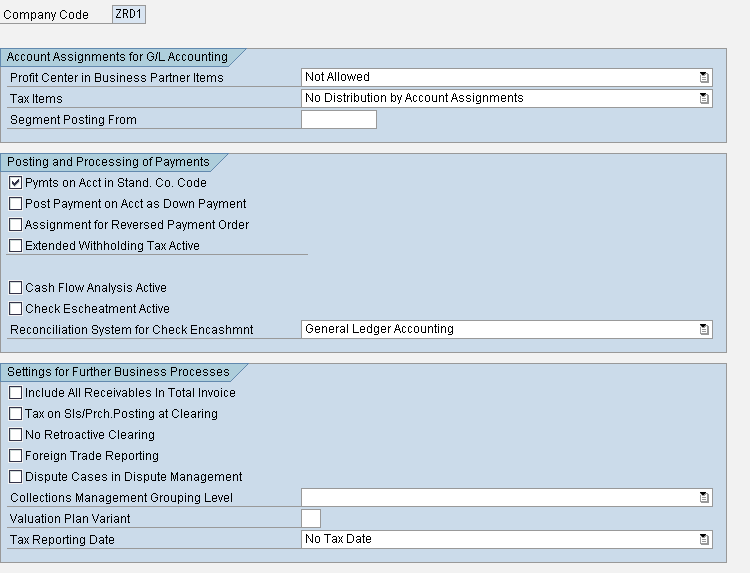 Company Code ZRD1
Account Assignments for G/L Accounting
Profit Center in Business Partner Items Not Allowed
Tax Items No Distribution by Account Assignments
Segment Posting From
Posting and Processing of Payments
Pymts on Acct in Stand. Co. Code
Post Payment on Acct as Down Payment
Assignment for Reversed Payment Order
Extended Withholding Tax Active
Cash Flow Analysis Active
Check Escheatment Active
Reconciliation System for Check Encashmnt General Ledger Accounting
Settings for Further Business Processes
Include All Receivables In Total Invoice
Tax on Sls/Prch.Posting at Clearing
No Retroactive Clearing
Foreign Trade Reporting
Dispute Cases in Dispute Management
Collections Management Grouping Level
Valuation Plan Variant
Tax Reporting Date No Tax Date